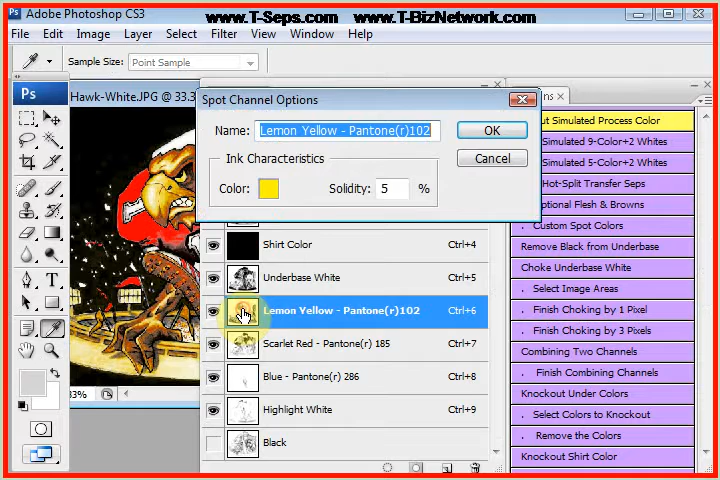 Adobe Photoshop CS3
www.T-Seps.com www.T-BizNetwork.com
File Edit Image Layer Select Filter View Window Help
Sample Size: Point Sample
Ps
Hawk-White.JPG @ 33.3
Spot Channel Options
Name: Lemon Yellow - Pantone(r)102
OK
Ink Characteristics
Cancel
Color: Solidity: 5 %
Shirt Color Ctrl+4
Underbase White Ctrl+5
Lemon Yellow - Pantone(r)102 Ctrl+6
Scarlet Red - Pantone(r) 185 Ctrl+7
Blue - Pantone(r) 286 Ctrl+8
Highlight White Ctrl+9
Black
33%
ns
ut Simulated Process Color
Simulated 9-Color+2 Whites
Simulated 5-Color+2 Whites
Hot-Split Transfer Seps
ptional Flesh & Browns
. Custom Spot Colors
Remove Black from Underbase
Choke Underbase White
. Select Image Areas
. Finish Choking by 1 Pixel
. Finish Choking by 3 Pixels
Combining Two Channels
. Finish Combining Channels
Knockout Under Colors
. Select Colors to Knockout
. Remove the Colors
Knockout Shirt Color